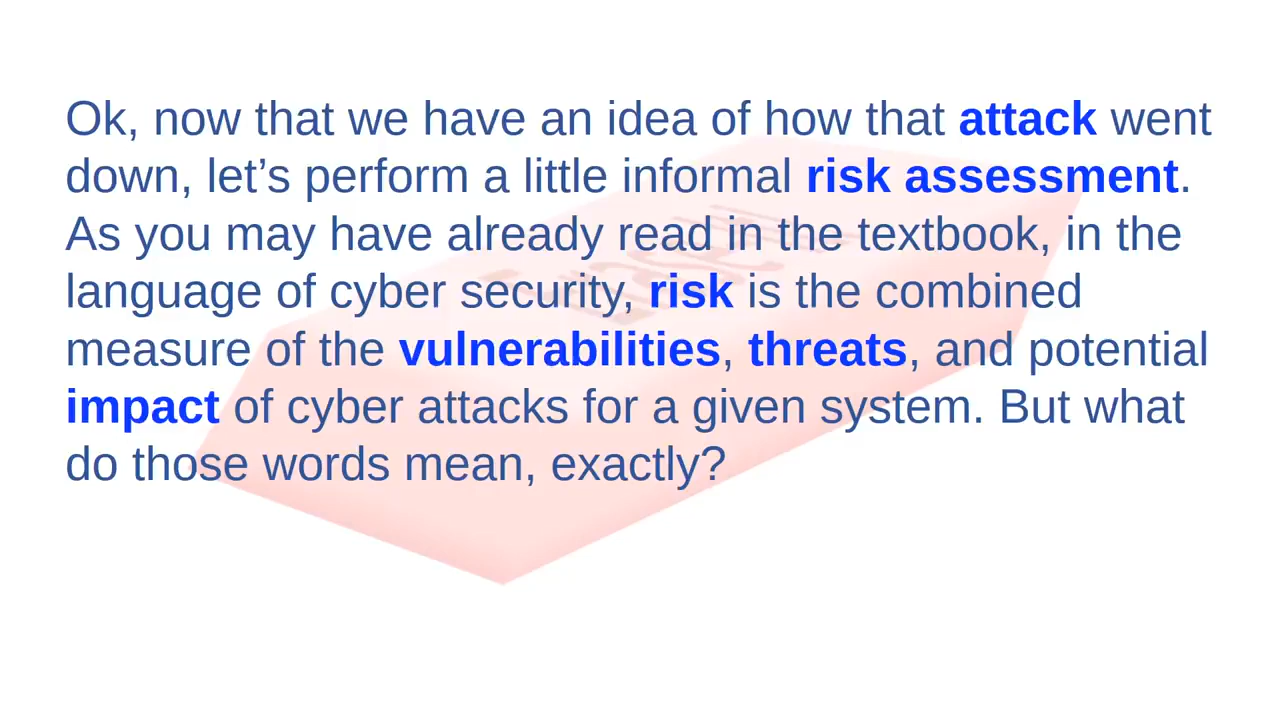 Ok, now that we have an idea of how that attack went
down, let’s perform a little informal risk assessment.
As you may have already read in the textbook, in the
language of cyber security, risk is the combined
measure of the vulnerabilities, threats, and potential
impact of cyber attacks for a given system. But what
do those words mean, exactly?